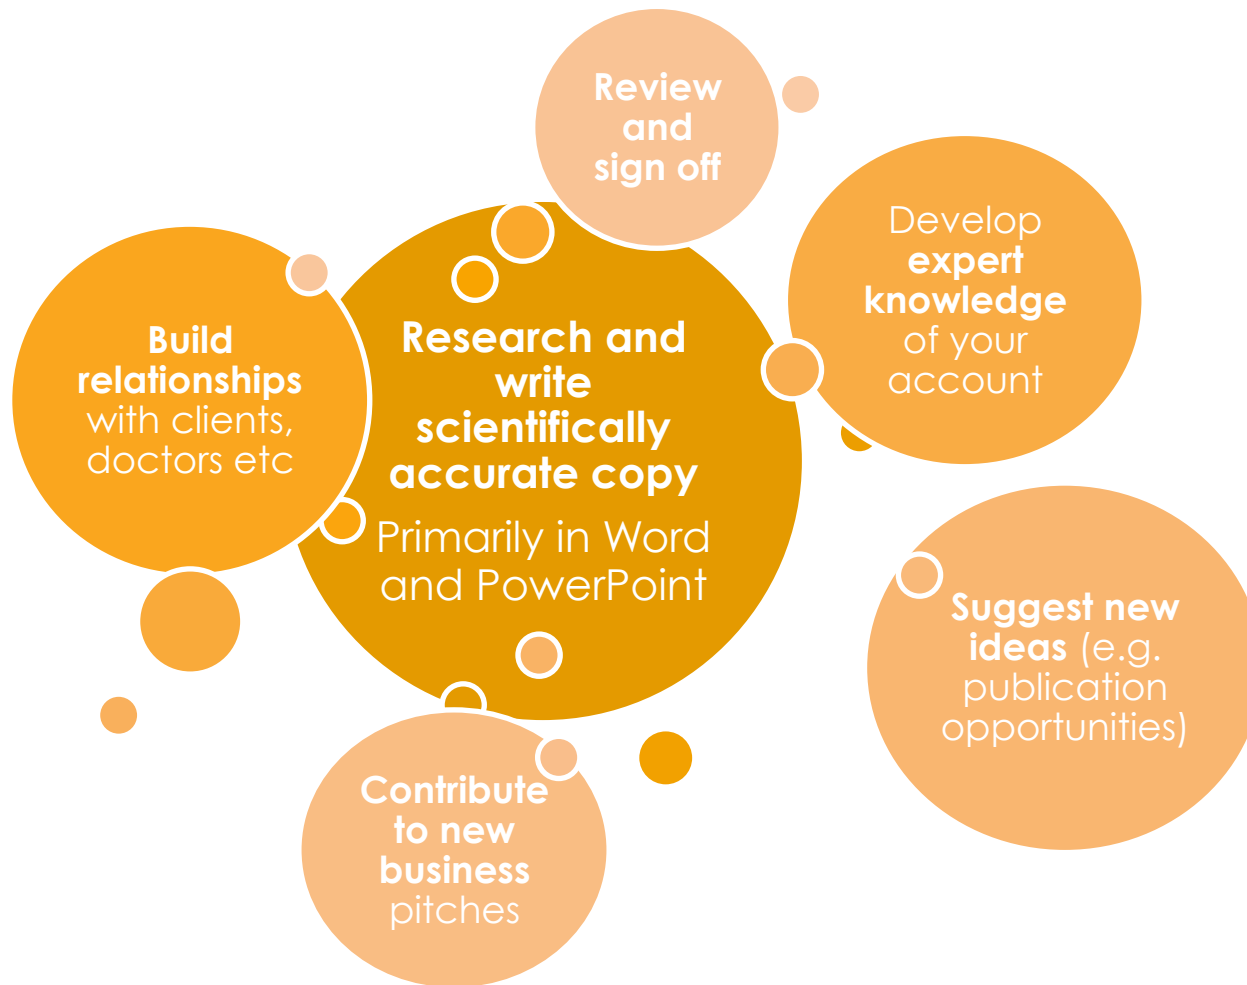 Review
and
sign off
Develop
expert
knowledge
of your
account
Build
relationships
with clients,
doctors etc
Research and
write
scientifically
accurate copy
Primarily in Word
and PowerPoint
Suggest new
ideas (e.g.
publication
opportunities)
Contribute
to new
business
pitches